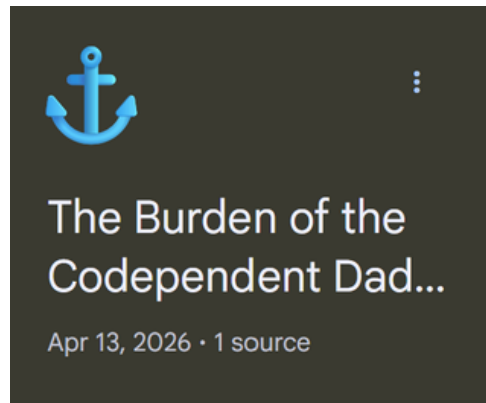 The Burden of the
Codependent Dad...
Apr 13, 2026 • 1 source